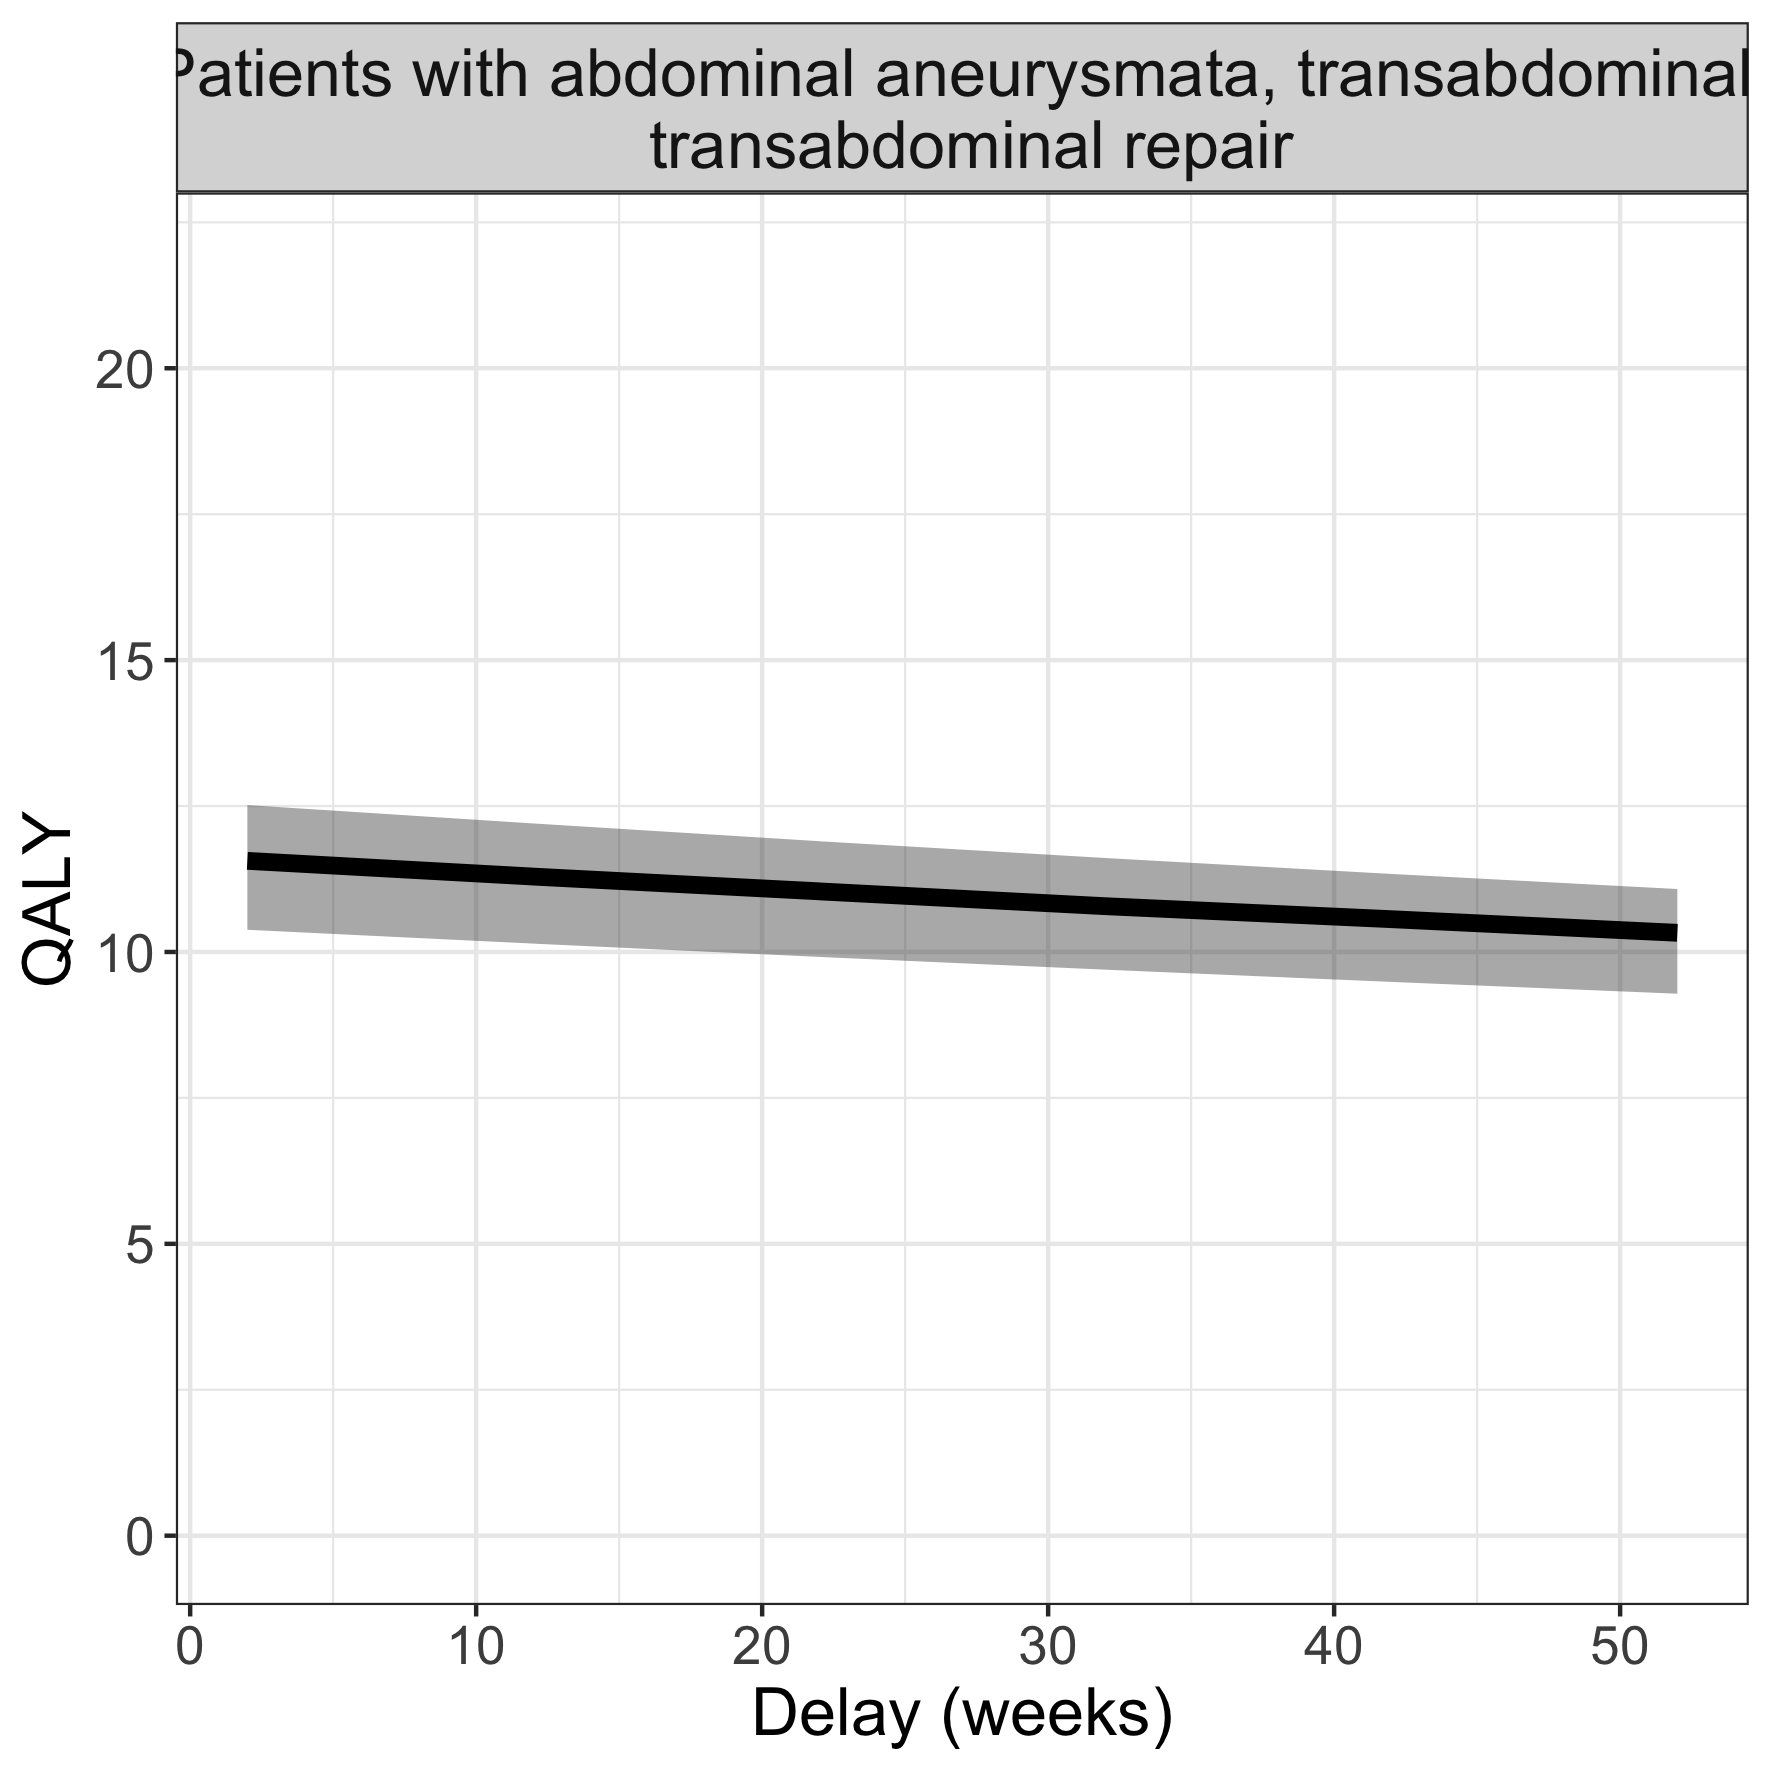 Patients with abdominal aneurysmata, transabdominal
transabdominal repair
20
15
10
5
0
QALY
0 10 20 30 40 50
Delay (weeks)